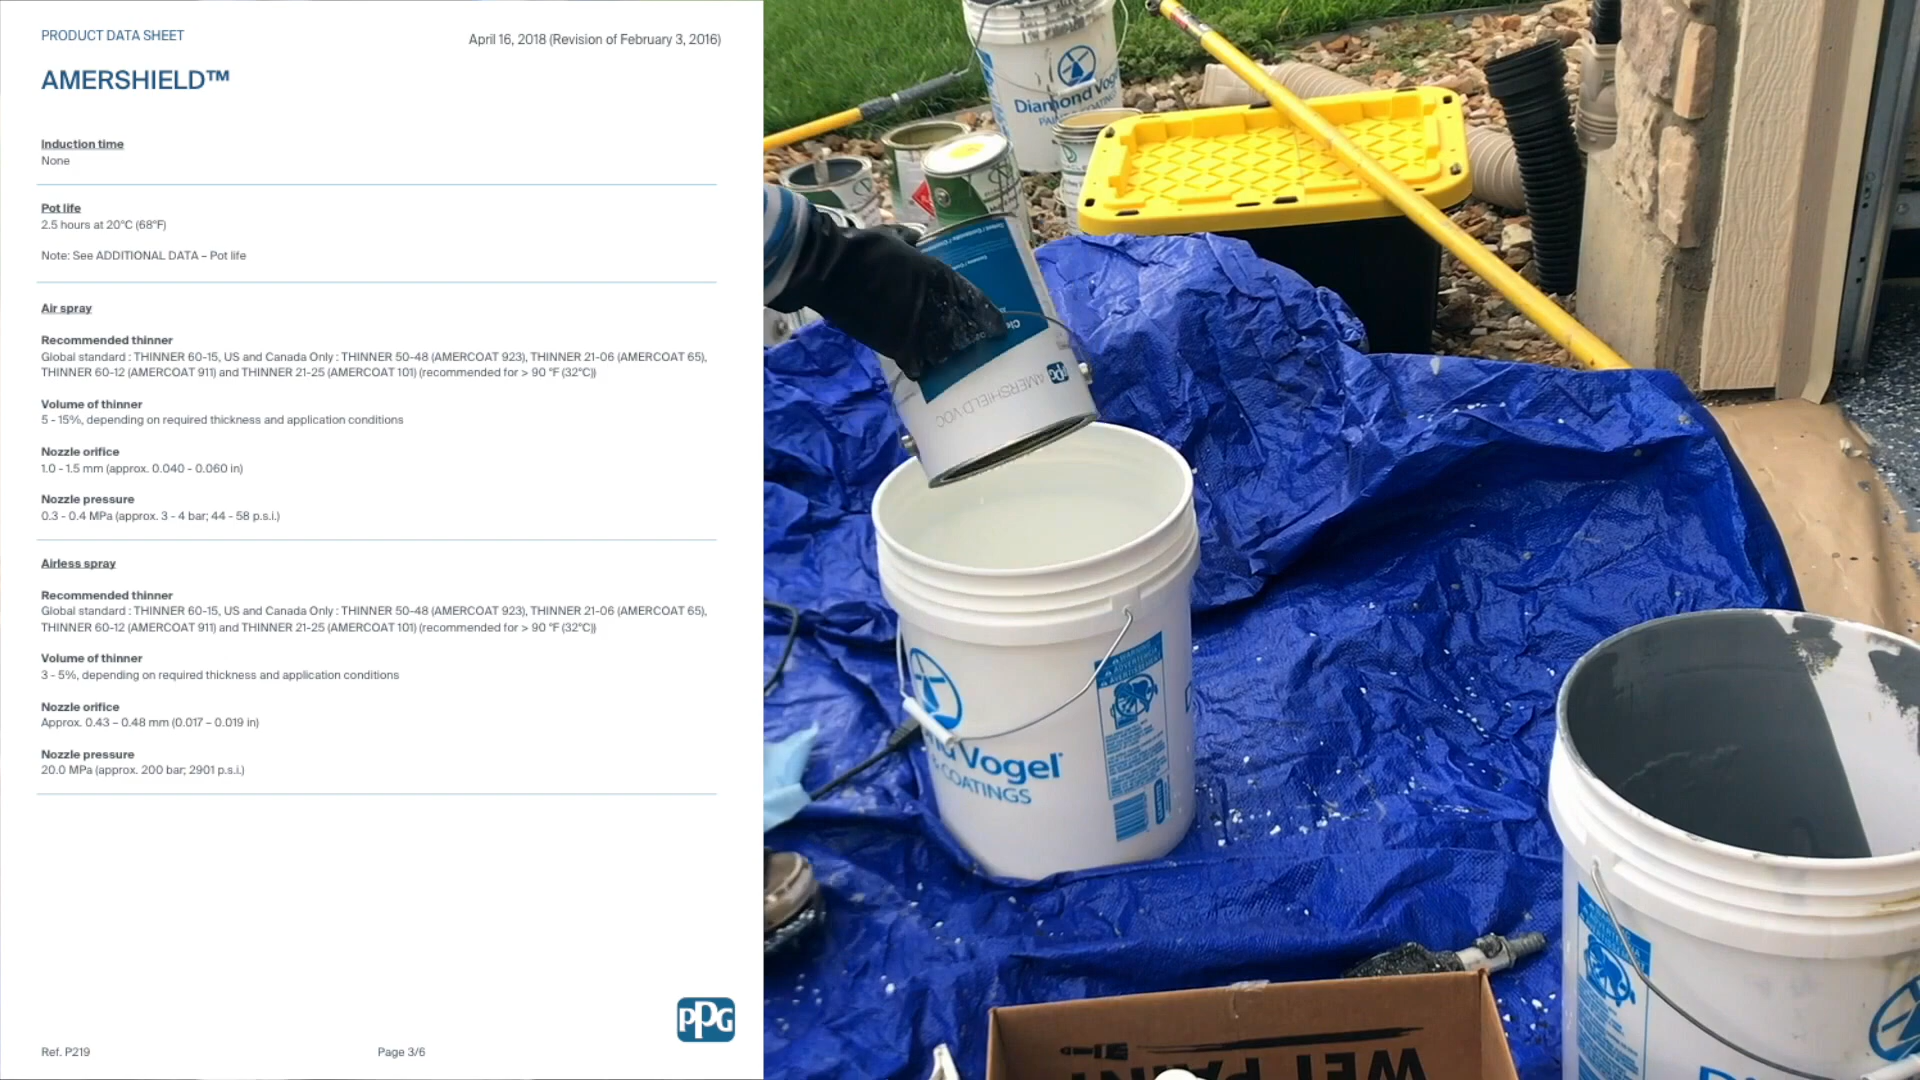 PRODUCT DATA SHEET
April 16, 2018 (Revision of February 3, 2016)
AMERSHIELD™
Induction time
None
Pot life
2.5 hours at 20°C (68°F)
Note: See ADDITIONAL DATA – Pot life
Air spray
Recommended thinner
Global standard : THINNER 60-15, US and Canada Only : THINNER 50-48 (AMERCOAT 923), THINNER 21-06 (AMERCOAT 65),
THINNER 60-12 (AMERCOAT 911) and THINNER 21-25 (AMERCOAT 101) (recommended for > 90 °F (32°C))
Volume of thinner
5 - 15%, depending on required thickness and application conditions
Nozzle orifice
1.0 - 1.5 mm (approx. 0.040 - 0.060 in)
Nozzle pressure
0.3 - 0.4 MPa (approx. 3 - 4 bar; 44 - 58 p.s.i.)
Airless spray
Recommended thinner
Global standard : THINNER 60-15, US and Canada Only : THINNER 50-48 (AMERCOAT 923), THINNER 21-06 (AMERCOAT 65),
THINNER 60-12 (AMERCOAT 911) and THINNER 21-25 (AMERCOAT 101) (recommended for > 90 °F (32°C))
Volume of thinner
3 - 5%, depending on required thickness and application conditions
Nozzle orifice
Approx. 0.43 – 0.48 mm (0.017 – 0.019 in)
Nozzle pressure
20.0 MPa (approx. 200 bar; 2901 p.s.i.)
PPG
Ref. P219
Page 3/6
Diamond Vog
PAINT & COATINGS
PPG
AMERSHIELD VOC
Vogel
& COATINGS
WARNING
ADVERTENCIA
WET PAINT